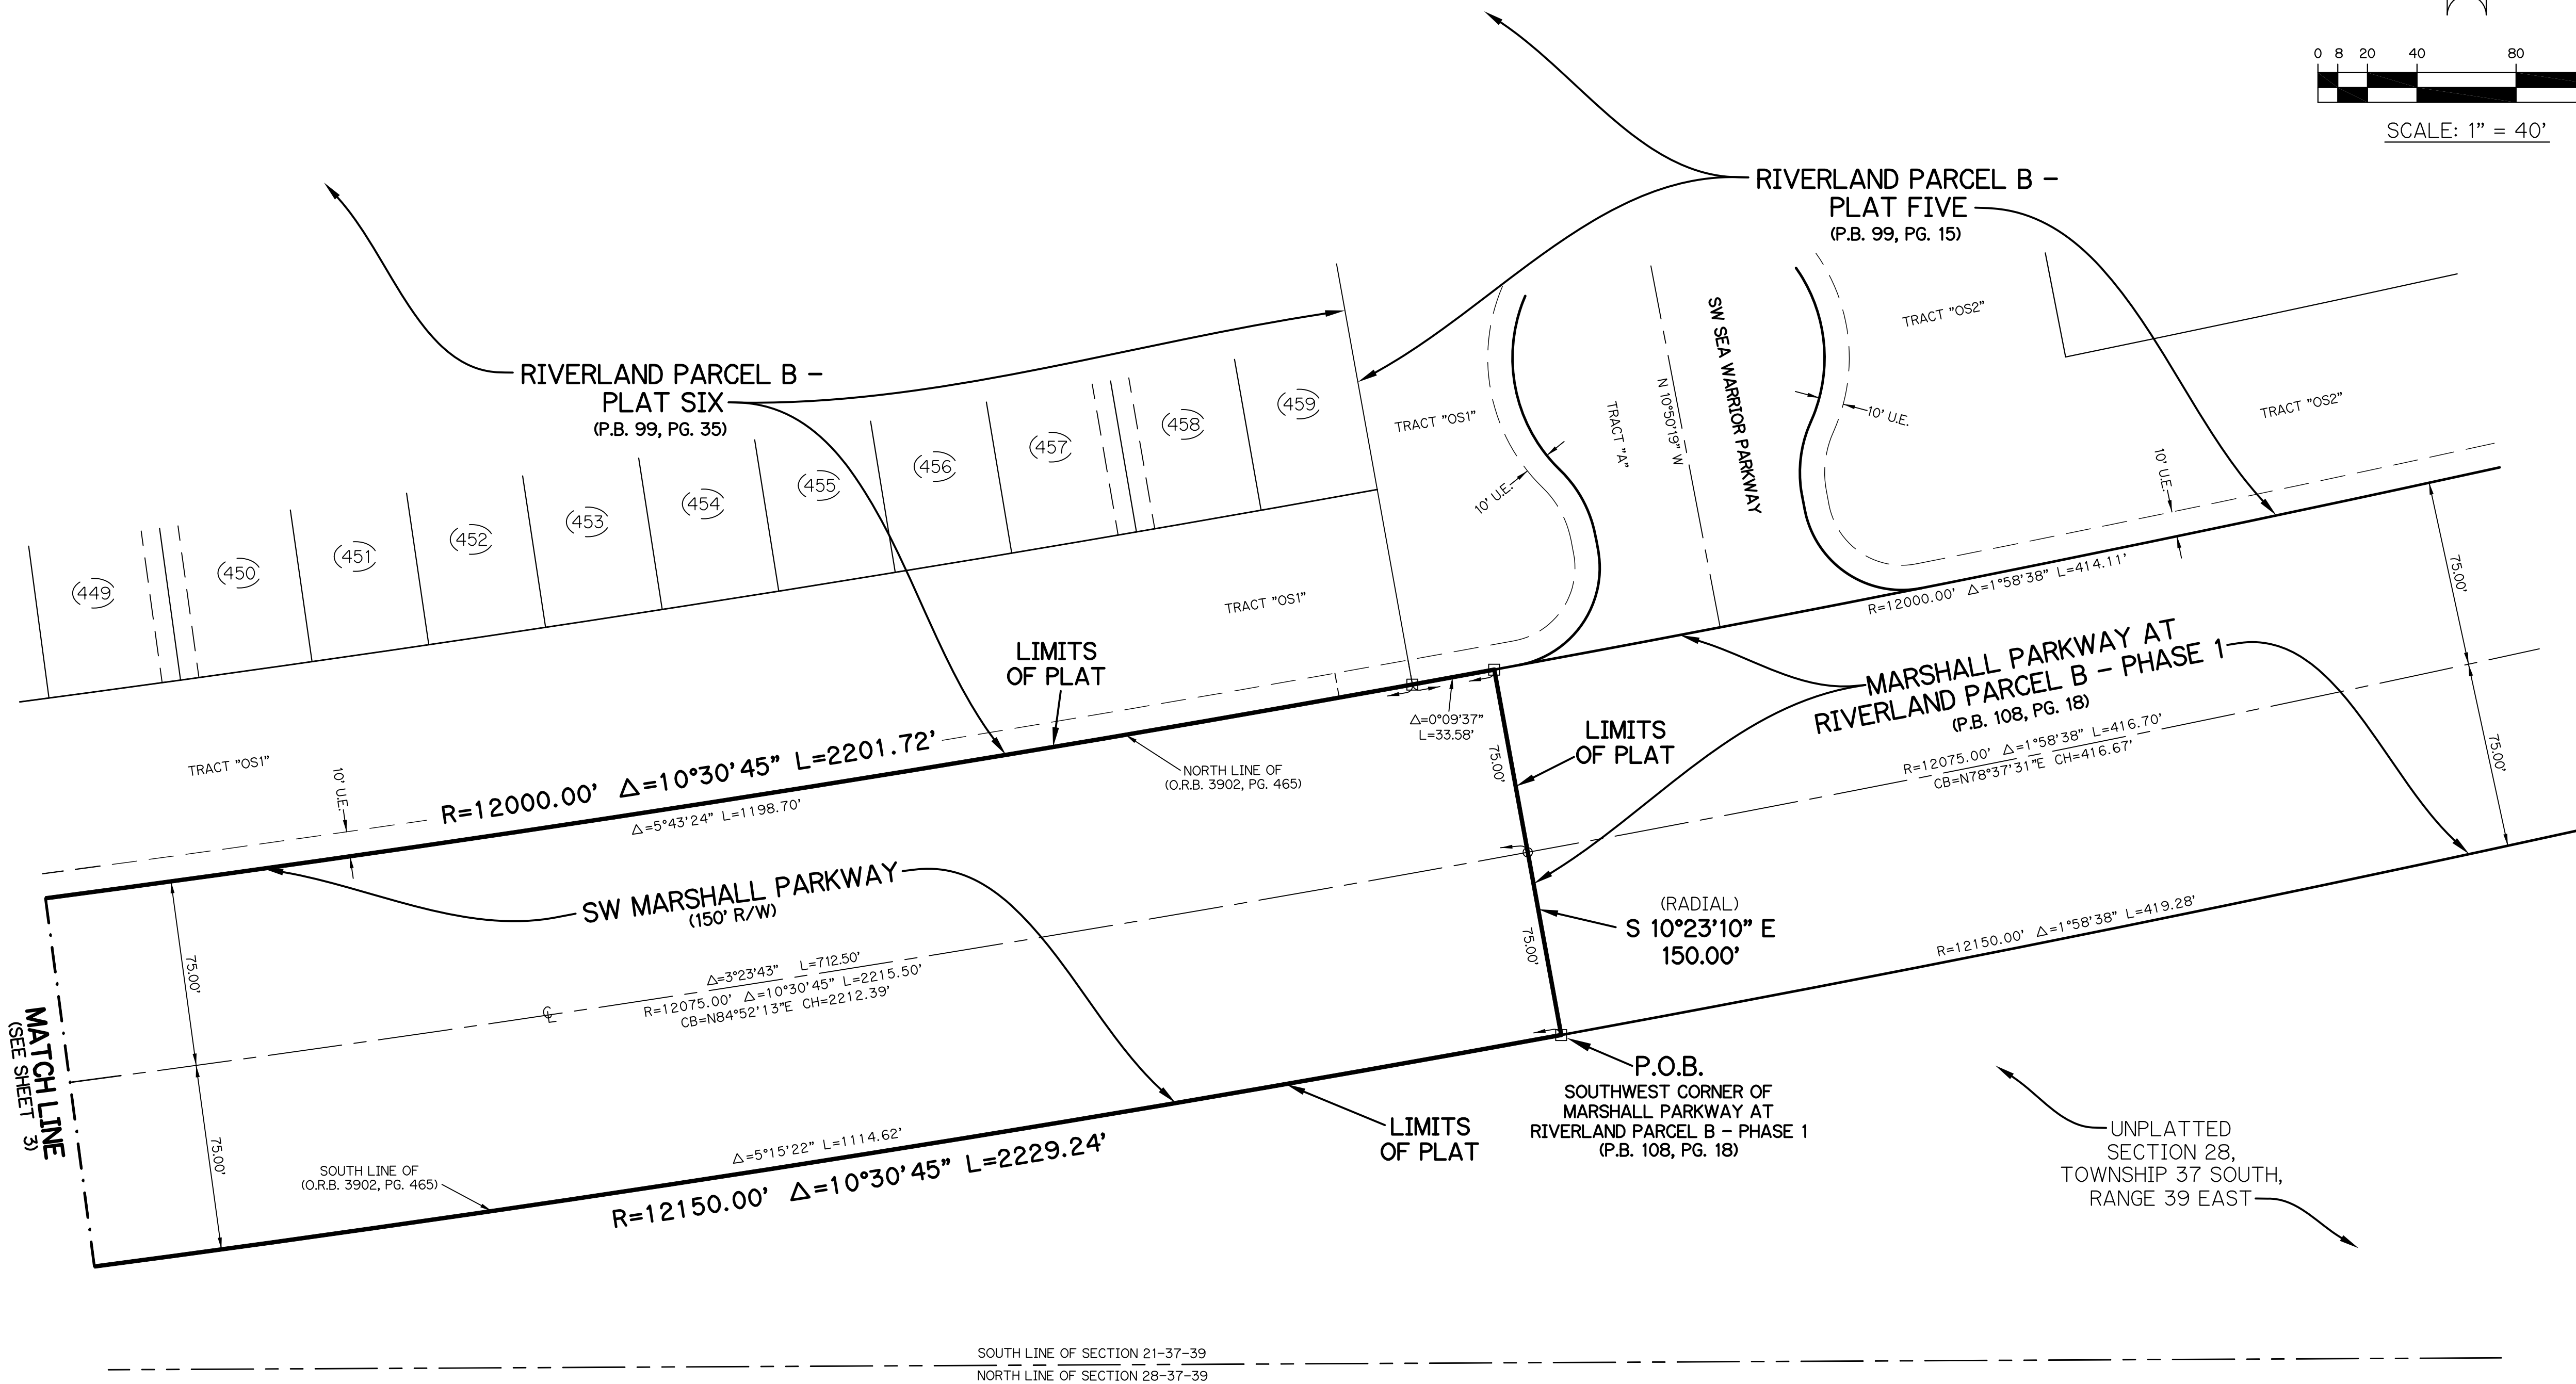 0 8 20 40 80
SCALE: 1" = 40'
RIVERLAND PARCEL B -
PLAT FIVE
(P.B. 99, PG. 15)
RIVERLAND PARCEL B -
PLAT SIX
(P.B. 99, PG. 35)
449
450
451
452
453
454
455
456
457
458
459
TRACT "OS1"
10' U.E.
TRACT "A"
N 10°50'19" W
SW SEA WARRIOR PARKWAY
TRACT "OS2"
10' U.E.
TRACT "OS2"
10' U.E.
TRACT "OS1"
R=12000.00' Δ=1°58'38" L=414.11'
75.00'
75.00'
LIMITS
OF PLAT
MARSHALL PARKWAY AT
RIVERLAND PARCEL B - PHASE 1
(P.B. 108, PG. 18)
R=12075.00' Δ=1°58'38" L=416.70'
CB=N78°37'31"E CH=416.67'
Δ=0°09'37"
L=33.58'
75.00'
LIMITS
OF PLAT
TRACT "OS1"
10' U.E.
R=12000.00' Δ=10°30'45" L=2201.72'
Δ=5°43'24" L=1198.70'
NORTH LINE OF
(O.R.B. 3902, PG. 465)
SW MARSHALL PARKWAY
(150' R/W)
(RADIAL)
S 10°23'10" E
150.00'
75.00'
R=12150.00' Δ=1°58'38" L=419.28'
75.00'
75.00'
Δ=3°23'43" L=712.50'
R=12075.00' Δ=10°30'45" L=2215.50'
CB=N84°52'13"E CH=2212.39'
CL
MATCH LINE
(SEE SHEET 3)
P.O.B.
SOUTHWEST CORNER OF
MARSHALL PARKWAY AT
RIVERLAND PARCEL B - PHASE 1
(P.B. 108, PG. 18)
LIMITS
OF PLAT
Δ=5°15'22" L=1114.62'
R=12150.00' Δ=10°30'45" L=2229.24'
SOUTH LINE OF
(O.R.B. 3902, PG. 465)
UNPLATTED
SECTION 28,
TOWNSHIP 37 SOUTH,
RANGE 39 EAST
SOUTH LINE OF SECTION 21-37-39
NORTH LINE OF SECTION 28-37-39